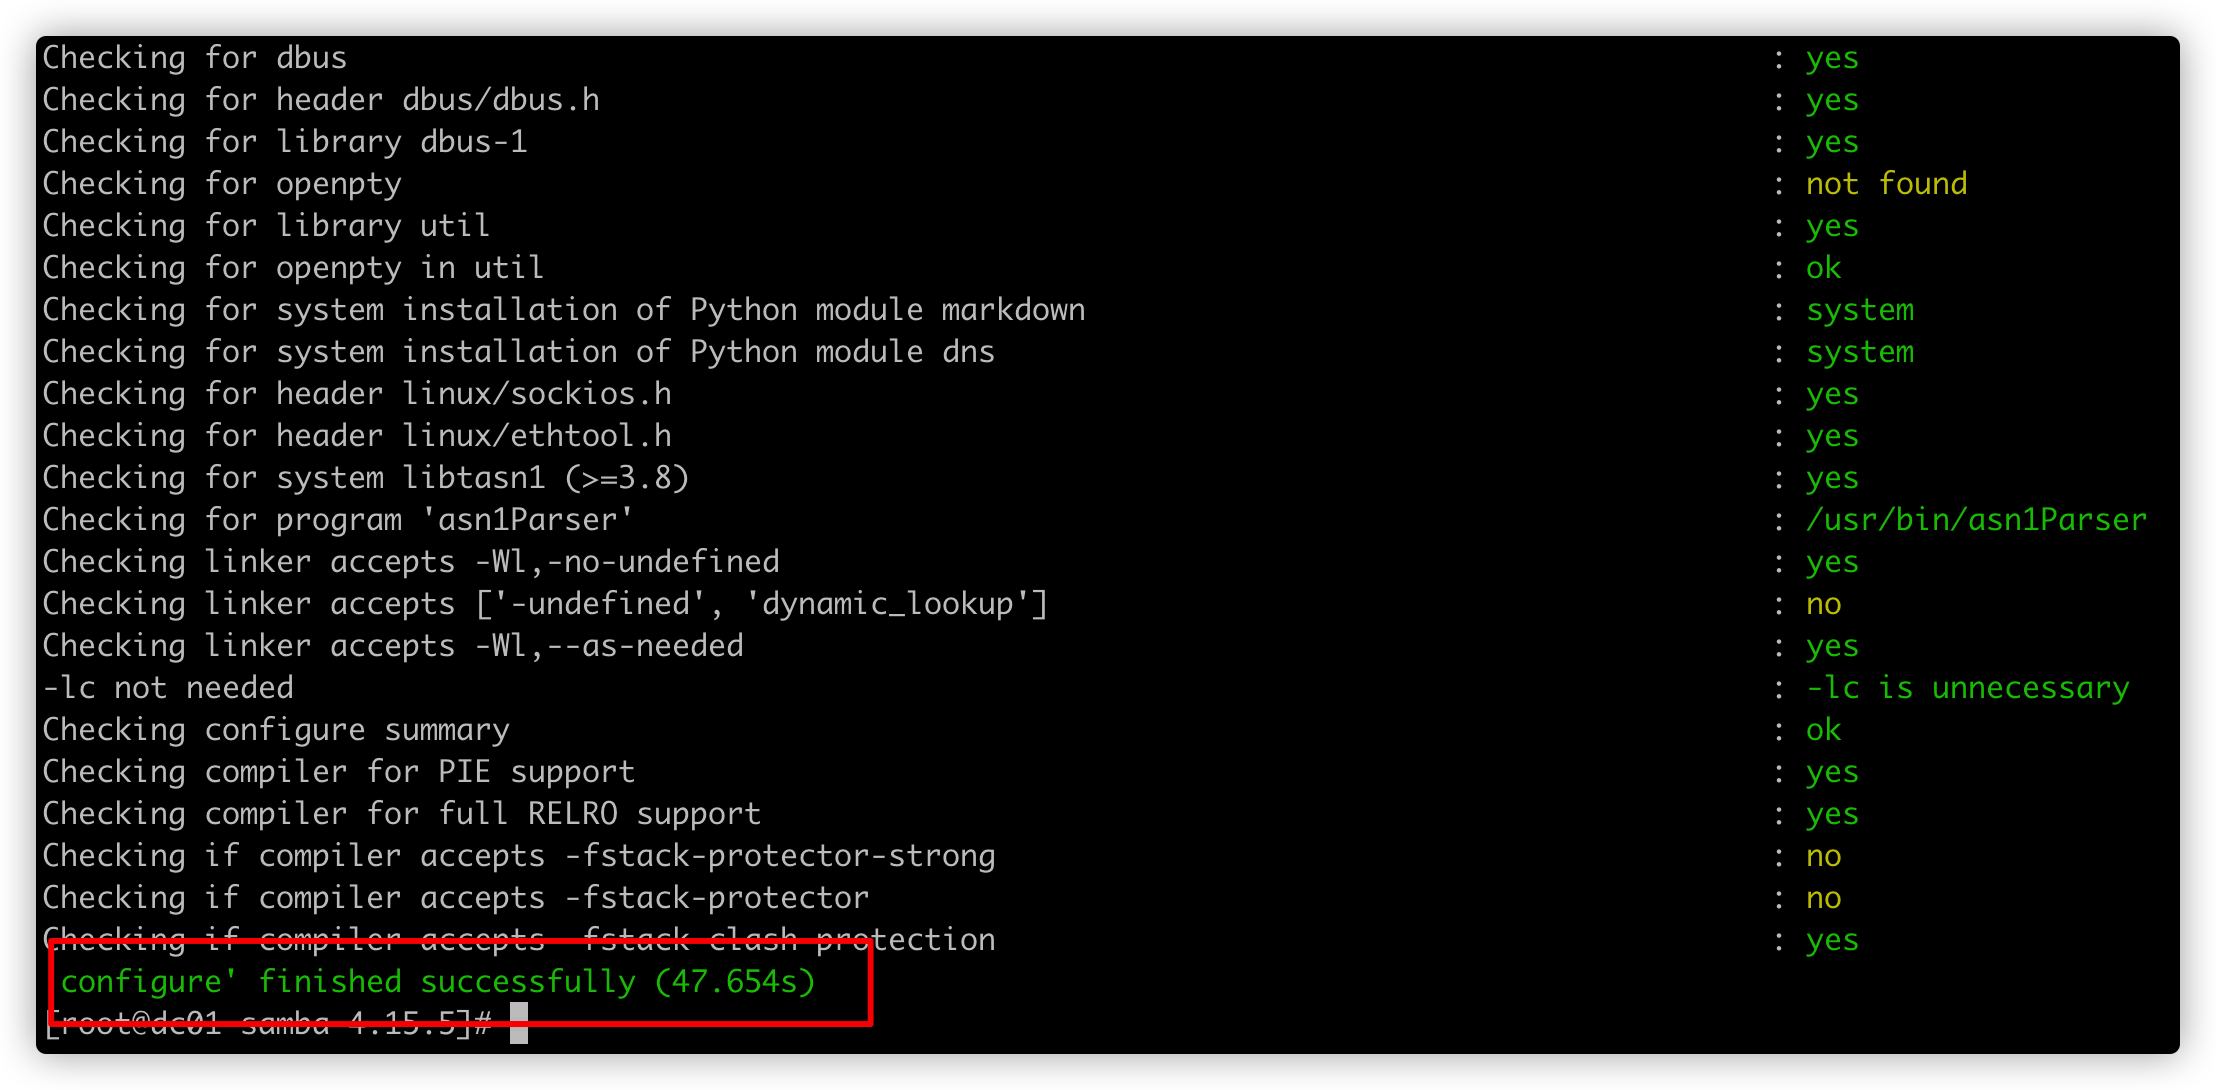 Checking for dbus : yes
Checking for header dbus/dbus.h : yes
Checking for library dbus-1 : yes
Checking for openpty : not found
Checking for library util : yes
Checking for openpty in util : ok
Checking for system installation of Python module markdown : system
Checking for system installation of Python module dns : system
Checking for header linux/sockios.h : yes
Checking for header linux/ethtool.h : yes
Checking for system libtasn1 (>=3.8) : yes
Checking for program 'asn1Parser' : /usr/bin/asn1Parser
Checking linker accepts -Wl,-no-undefined : yes
Checking linker accepts ['-undefined', 'dynamic_lookup'] : no
Checking linker accepts -Wl,--as-needed : yes
-lc not needed : -lc is unnecessary
Checking configure summary : ok
Checking compiler for PIE support : yes
Checking compiler for full RELRO support : yes
Checking if compiler accepts -fstack-protector-strong : no
Checking if compiler accepts -fstack-protector : no
Checking if compiler accepts -fstack-clash-protection : yes
configure' finished successfully (47.654s)
[root@dc01 samba-4.15.5]#